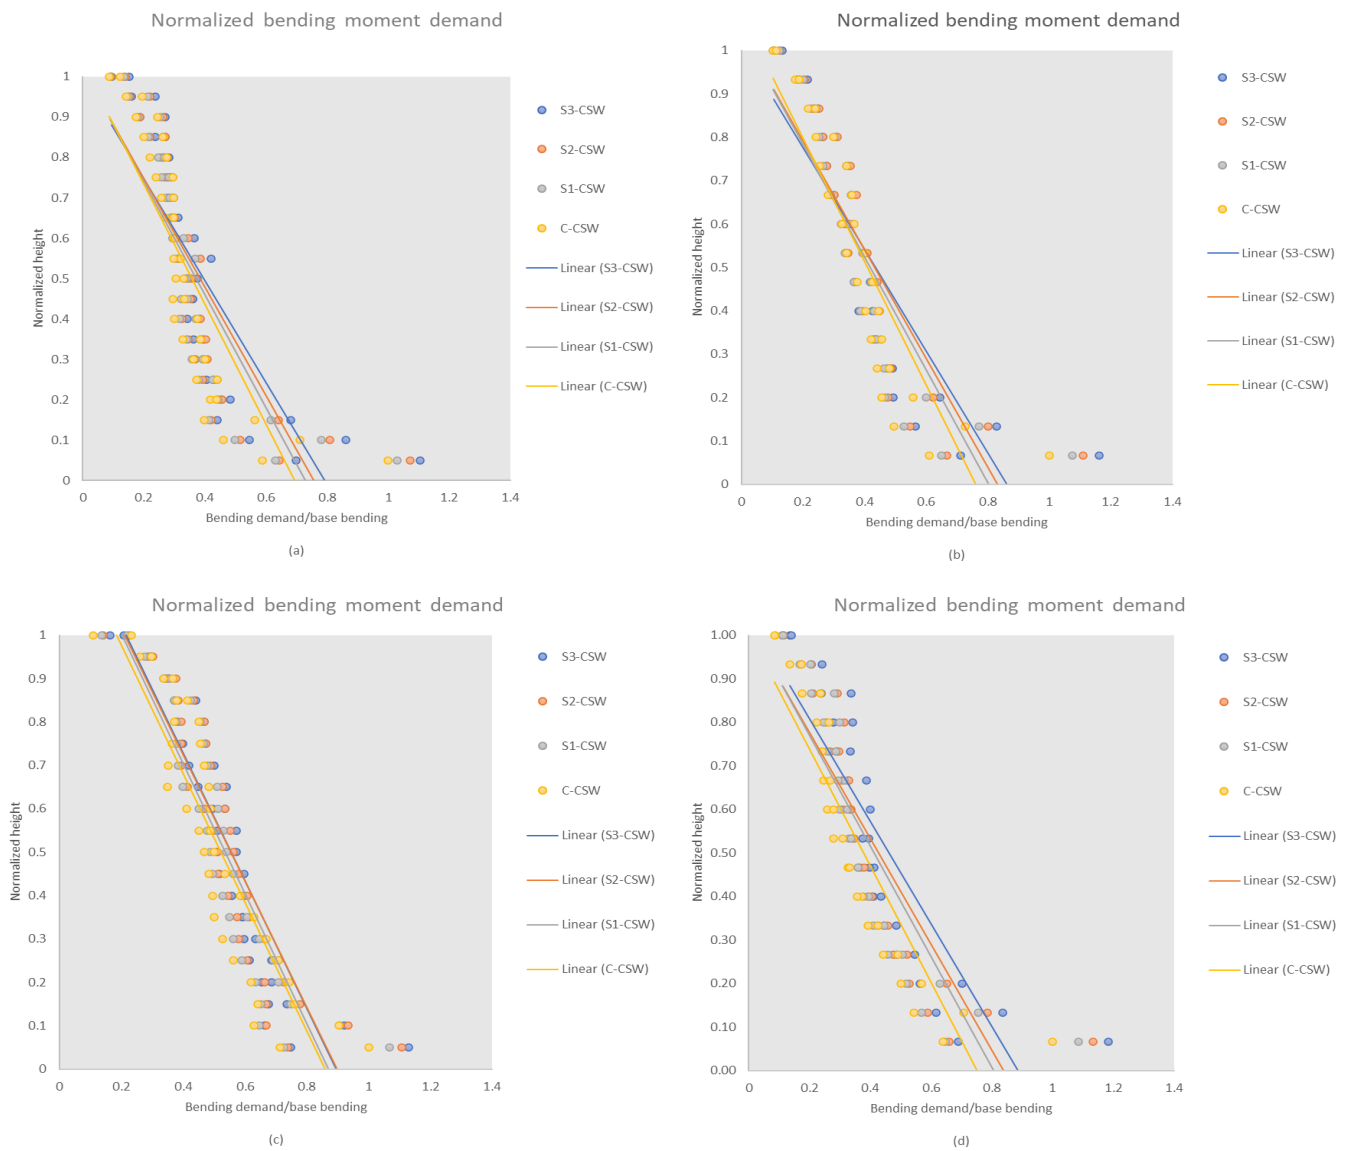 Normalized bending moment demand
1
0.9
0.8
0.7
0.6
0.5
0.4
0.3
0.2
0.1
0
Normalized height
0
0.2
0.4
0.6
0.8
1
1.2
1.4
Bending demand/base bending
S3-CSW
S2-CSW
S1-CSW
C-CSW
Linear (S3-CSW)
Linear (S2-CSW)
Linear (S1-CSW)
Linear (C-CSW)
(a)
Normalized bending moment demand
1
0.9
0.8
0.7
0.6
0.5
0.4
0.3
0.2
0.1
0
Normalized height
0
0.2
0.4
0.6
0.8
1
1.2
1.4
Bending demand/base bending
S3-CSW
S2-CSW
S1-CSW
C-CSW
Linear (S3-CSW)
Linear (S2-CSW)
Linear (S1-CSW)
Linear (C-CSW)
(b)
Normalized bending moment demand
1
0.9
0.8
0.7
0.6
0.5
0.4
0.3
0.2
0.1
0
Normalized height
0
0.2
0.4
0.6
0.8
1
1.2
1.4
Bending demand/base bending
S3-CSW
S2-CSW
S1-CSW
C-CSW
Linear (S3-CSW)
Linear (S2-CSW)
Linear (S1-CSW)
Linear (C-CSW)
(c)
Normalized bending moment demand
1.00
0.90
0.80
0.70
0.60
0.50
0.40
0.30
0.20
0.10
0.00
Normalized height
0
0.2
0.4
0.6
0.8
1
1.2
1.4
Bending demand/base bending
S3-CSW
S2-CSW
S1-CSW
C-CSW
Linear (S3-CSW)
Linear (S2-CSW)
Linear (S1-CSW)
Linear (C-CSW)
(d)